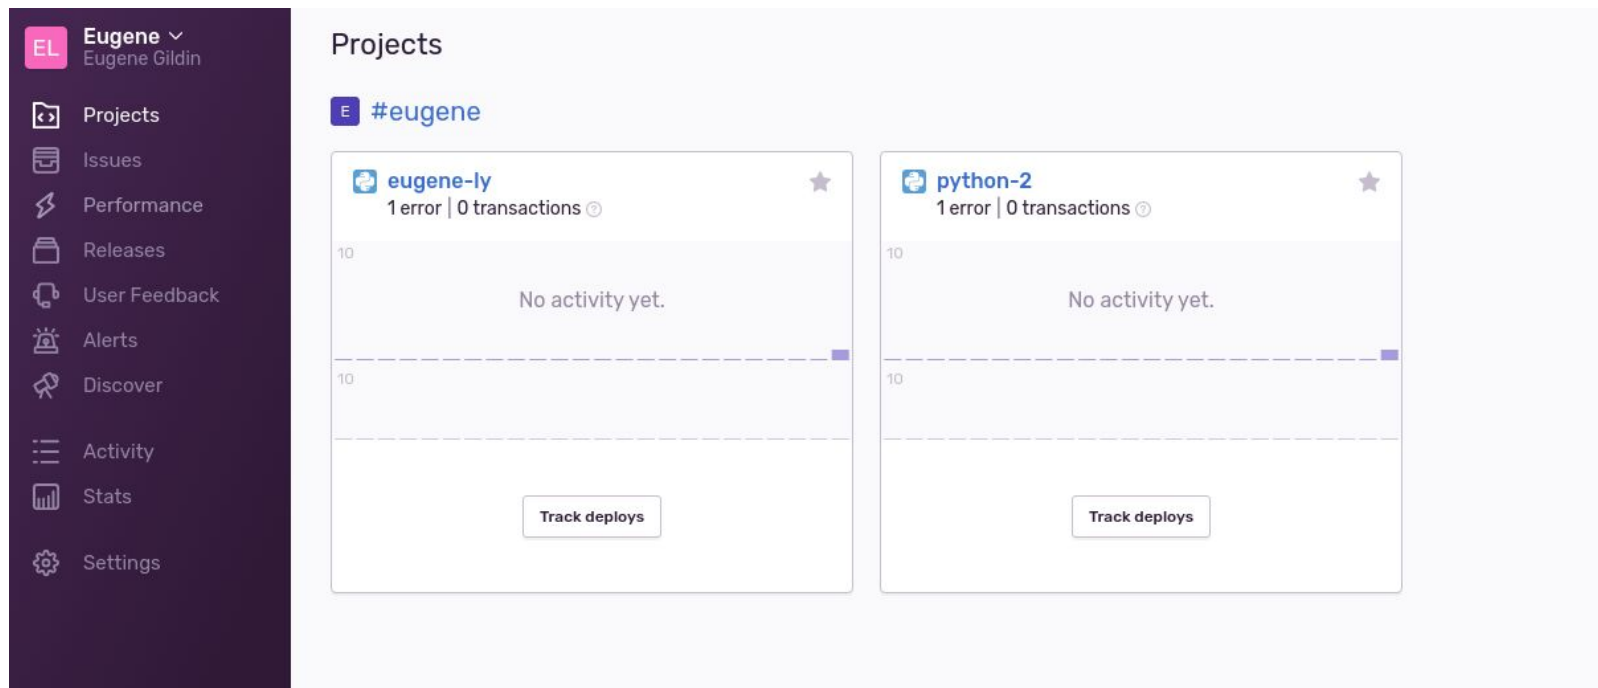 EL
Eugene
Eugene Gildin
Projects
Issues
Performance
Releases
User Feedback
Alerts
Discover
Activity
Stats
Settings
Projects
E #eugene
eugene-ly
1 error | 0 transactions ?
10
No activity yet.
10
Track deploys
python-2
1 error | 0 transactions ?
10
No activity yet.
10
Track deploys